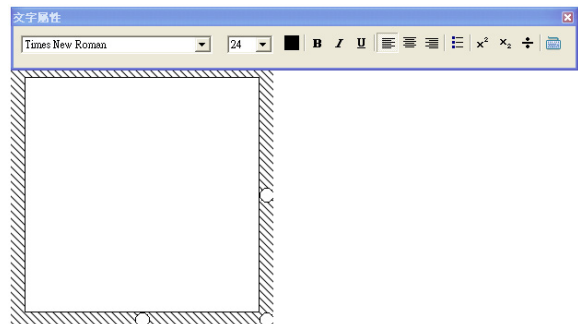 文字屬性
Times New Roman 24 B I U x² x₂ ÷